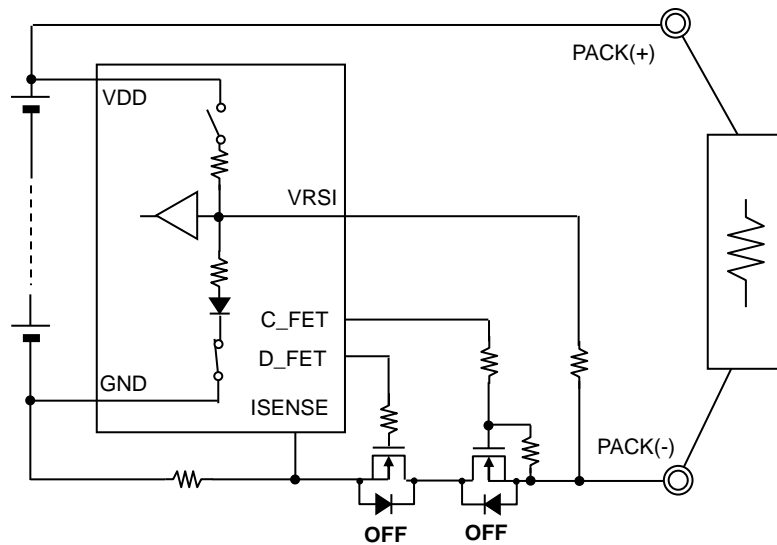 PACK(+)
VDD
VRSI
C_FET
D_FET
GND
ISENSE
PACK(-)
OFF
OFF